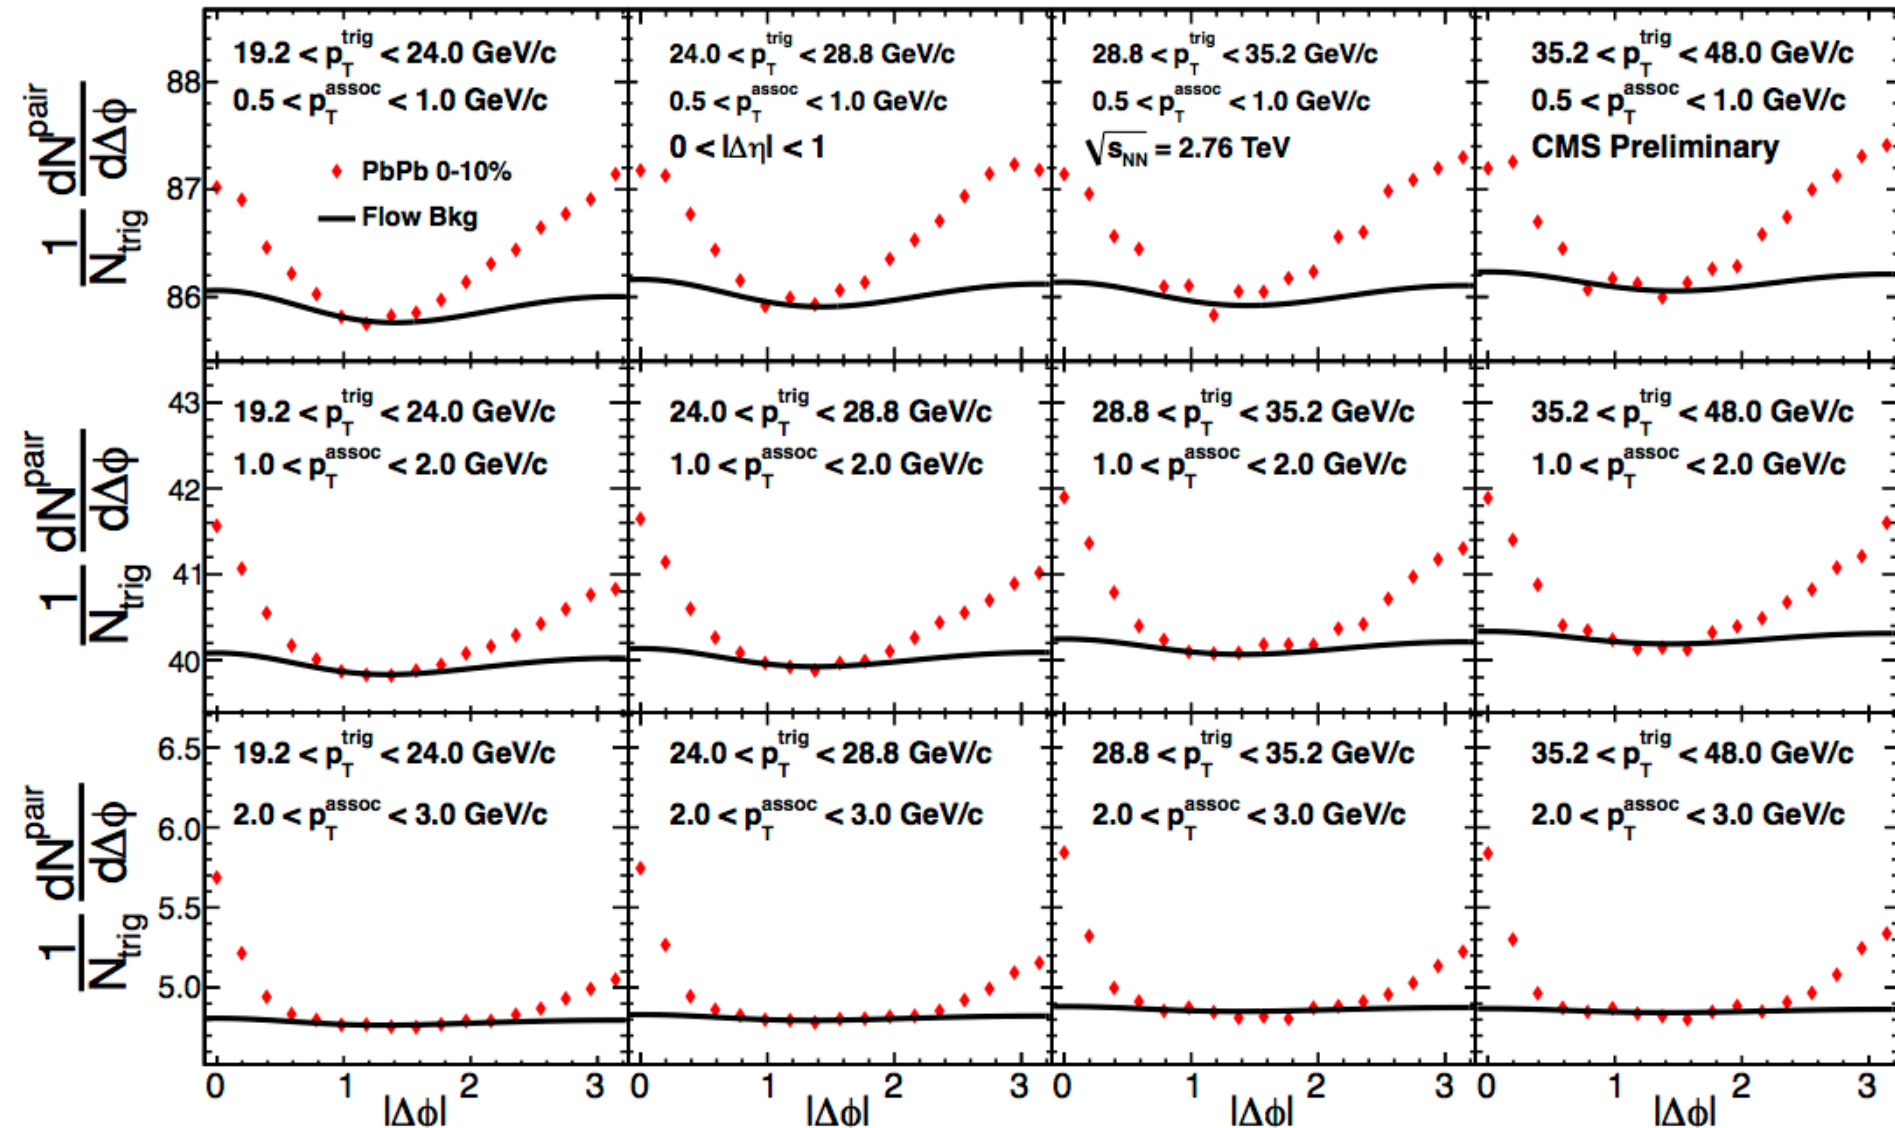 1/N_trig dN^pair/dΔϕ
88
87
86
19.2 < p_T^trig < 24.0 GeV/c
0.5 < p_T^assoc < 1.0 GeV/c
PbPb 0-10%
Flow Bkg
24.0 < p_T^trig < 28.8 GeV/c
0.5 < p_T^assoc < 1.0 GeV/c
0 < |Δη| < 1
28.8 < p_T^trig < 35.2 GeV/c
0.5 < p_T^assoc < 1.0 GeV/c
√s_NN = 2.76 TeV
35.2 < p_T^trig < 48.0 GeV/c
0.5 < p_T^assoc < 1.0 GeV/c
CMS Preliminary
1/N_trig dN^pair/dΔϕ
43
42
41
40
19.2 < p_T^trig < 24.0 GeV/c
1.0 < p_T^assoc < 2.0 GeV/c
24.0 < p_T^trig < 28.8 GeV/c
1.0 < p_T^assoc < 2.0 GeV/c
28.8 < p_T^trig < 35.2 GeV/c
1.0 < p_T^assoc < 2.0 GeV/c
35.2 < p_T^trig < 48.0 GeV/c
1.0 < p_T^assoc < 2.0 GeV/c
1/N_trig dN^pair/dΔϕ
6.5
6.0
5.5
5.0
19.2 < p_T^trig < 24.0 GeV/c
2.0 < p_T^assoc < 3.0 GeV/c
24.0 < p_T^trig < 28.8 GeV/c
2.0 < p_T^assoc < 3.0 GeV/c
28.8 < p_T^trig < 35.2 GeV/c
2.0 < p_T^assoc < 3.0 GeV/c
35.2 < p_T^trig < 48.0 GeV/c
2.0 < p_T^assoc < 3.0 GeV/c
0 1 2 3 0 1 2 3 0 1 2 3 0 1 2 3
|Δϕ| |Δϕ| |Δϕ| |Δϕ|